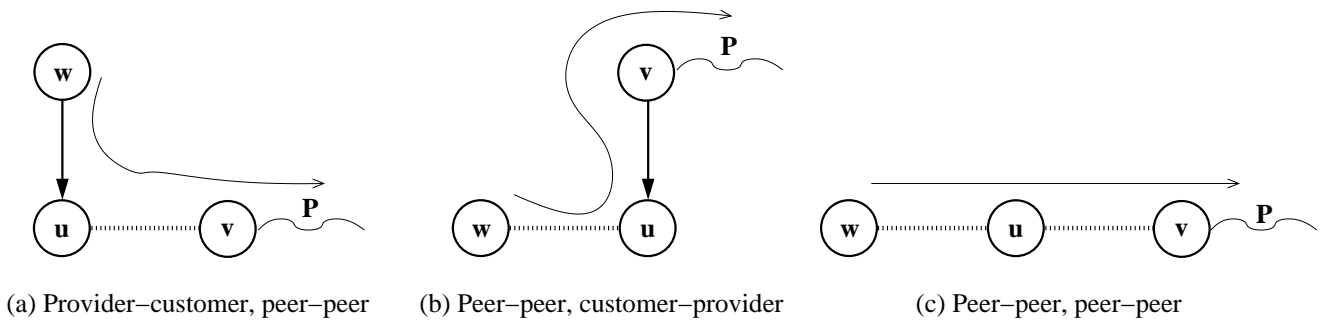 w
P
v
P
P
u
v
w
u
w
u
v
(a) Provider–customer, peer–peer
(b) Peer–peer, customer–provider
(c) Peer–peer, peer–peer